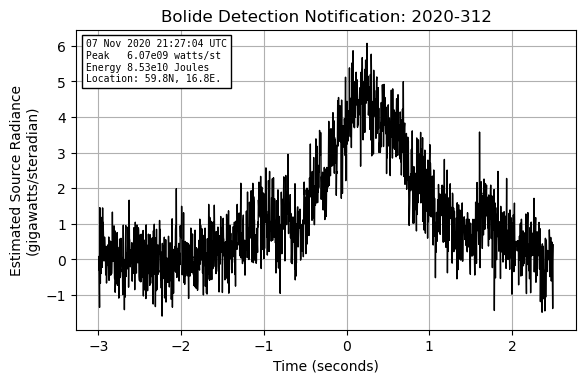 Bolide Detection Notification: 2020-312
07 Nov 2020 21:27:04 UTC
Peak   6.07e09 watts/st
Energy 8.53e10 Joules
Location: 59.8N, 16.8E.
Estimated Source Radiance
(gigawatts/steradian)
6
5
4
3
2
1
0
−1
−3
−2
−1
0
1
2
Time (seconds)